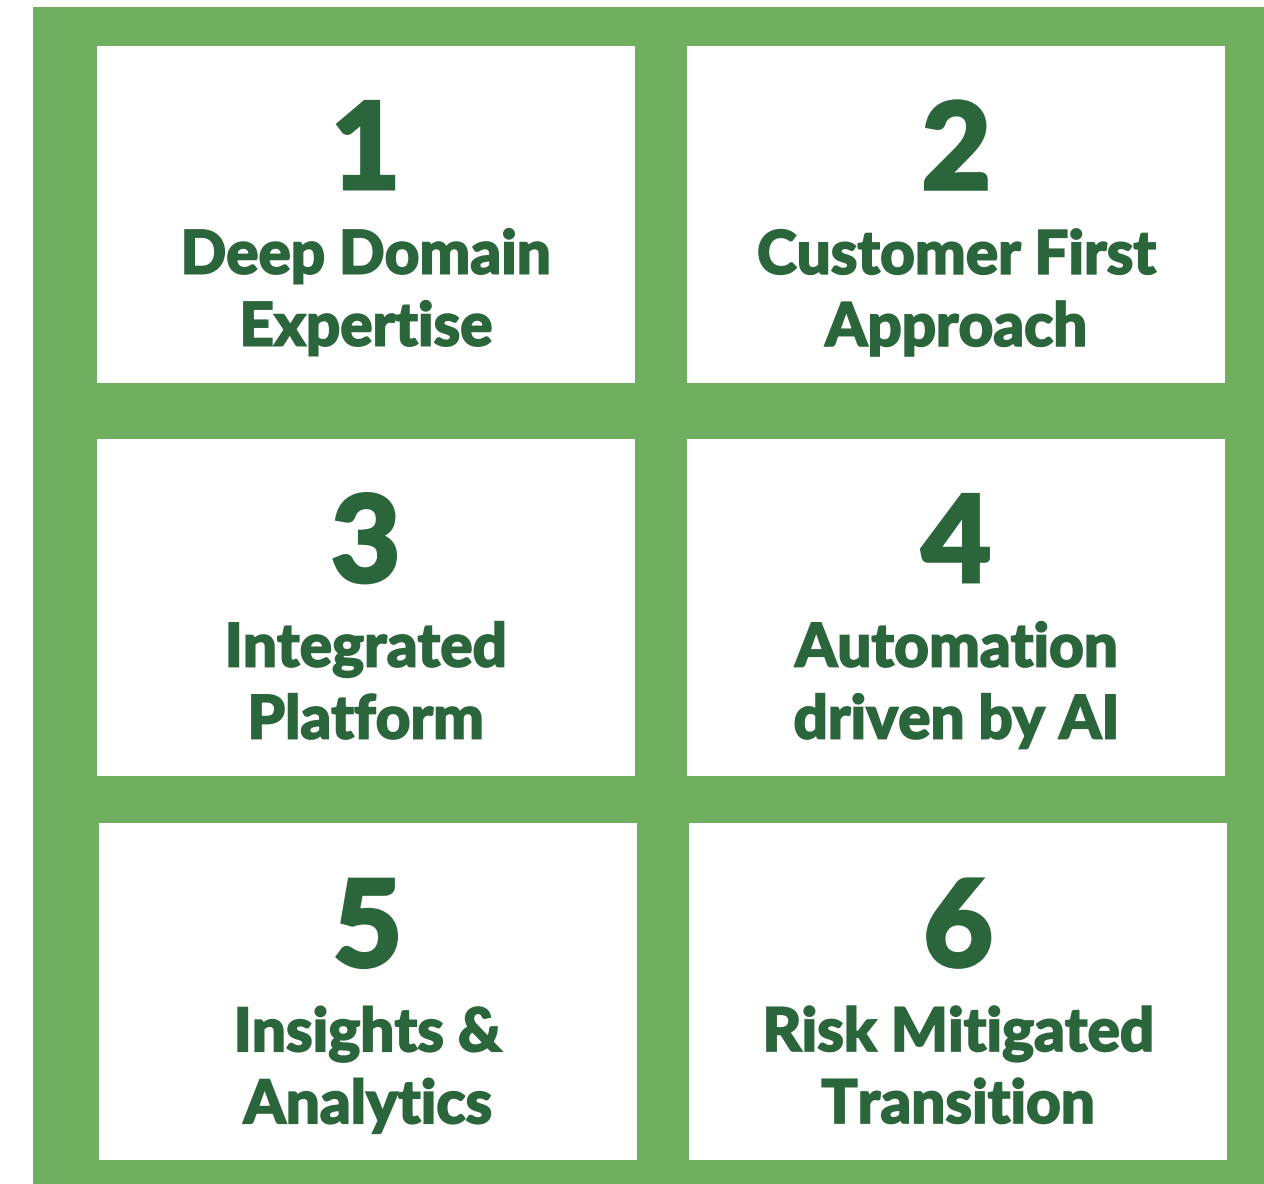 1
Deep Domain
Expertise
2
Customer First
Approach
3
Integrated
Platform
4
Automation
driven by AI
5
Insights &
Analytics
6
Risk Mitigated
Transition